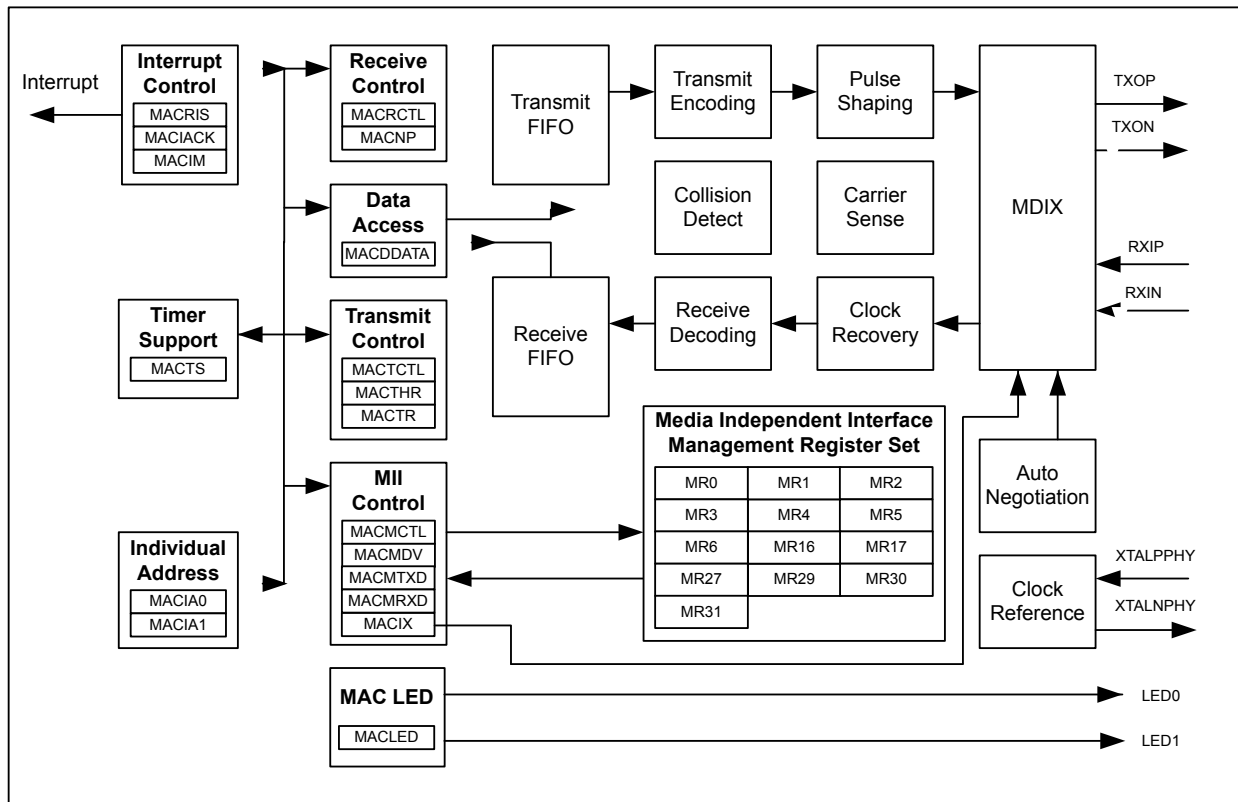 Interrupt
Interrupt
Control
MACRIS
MACIACK
MACIM
Receive
Control
MACRCTL
MACNP
Transmit
FIFO
Transmit
Encoding
Pulse
Shaping
MDIX
TXOP
TXON
Data
Access
MACDDATA
Collision
Detect
Carrier
Sense
RXIP
RXIN
Timer
Support
MACTS
Transmit
Control
MACTCTL
MACTHR
MACTR
Receive
FIFO
Receive
Decoding
Clock
Recovery
Individual
Address
MACIA0
MACIA1
MII
Control
MACMCTL
MACMDV
MACMTXD
MACMRXD
MACIX
Media Independent Interface
Management Register Set
MR0 MR1 MR2
MR3 MR4 MR5
MR6 MR16 MR17
MR27 MR29 MR30
MR31
Auto
Negotiation
Clock
Reference
XTALPPHY
XTALNPHY
MAC LED
MACLED
LED0
LED1